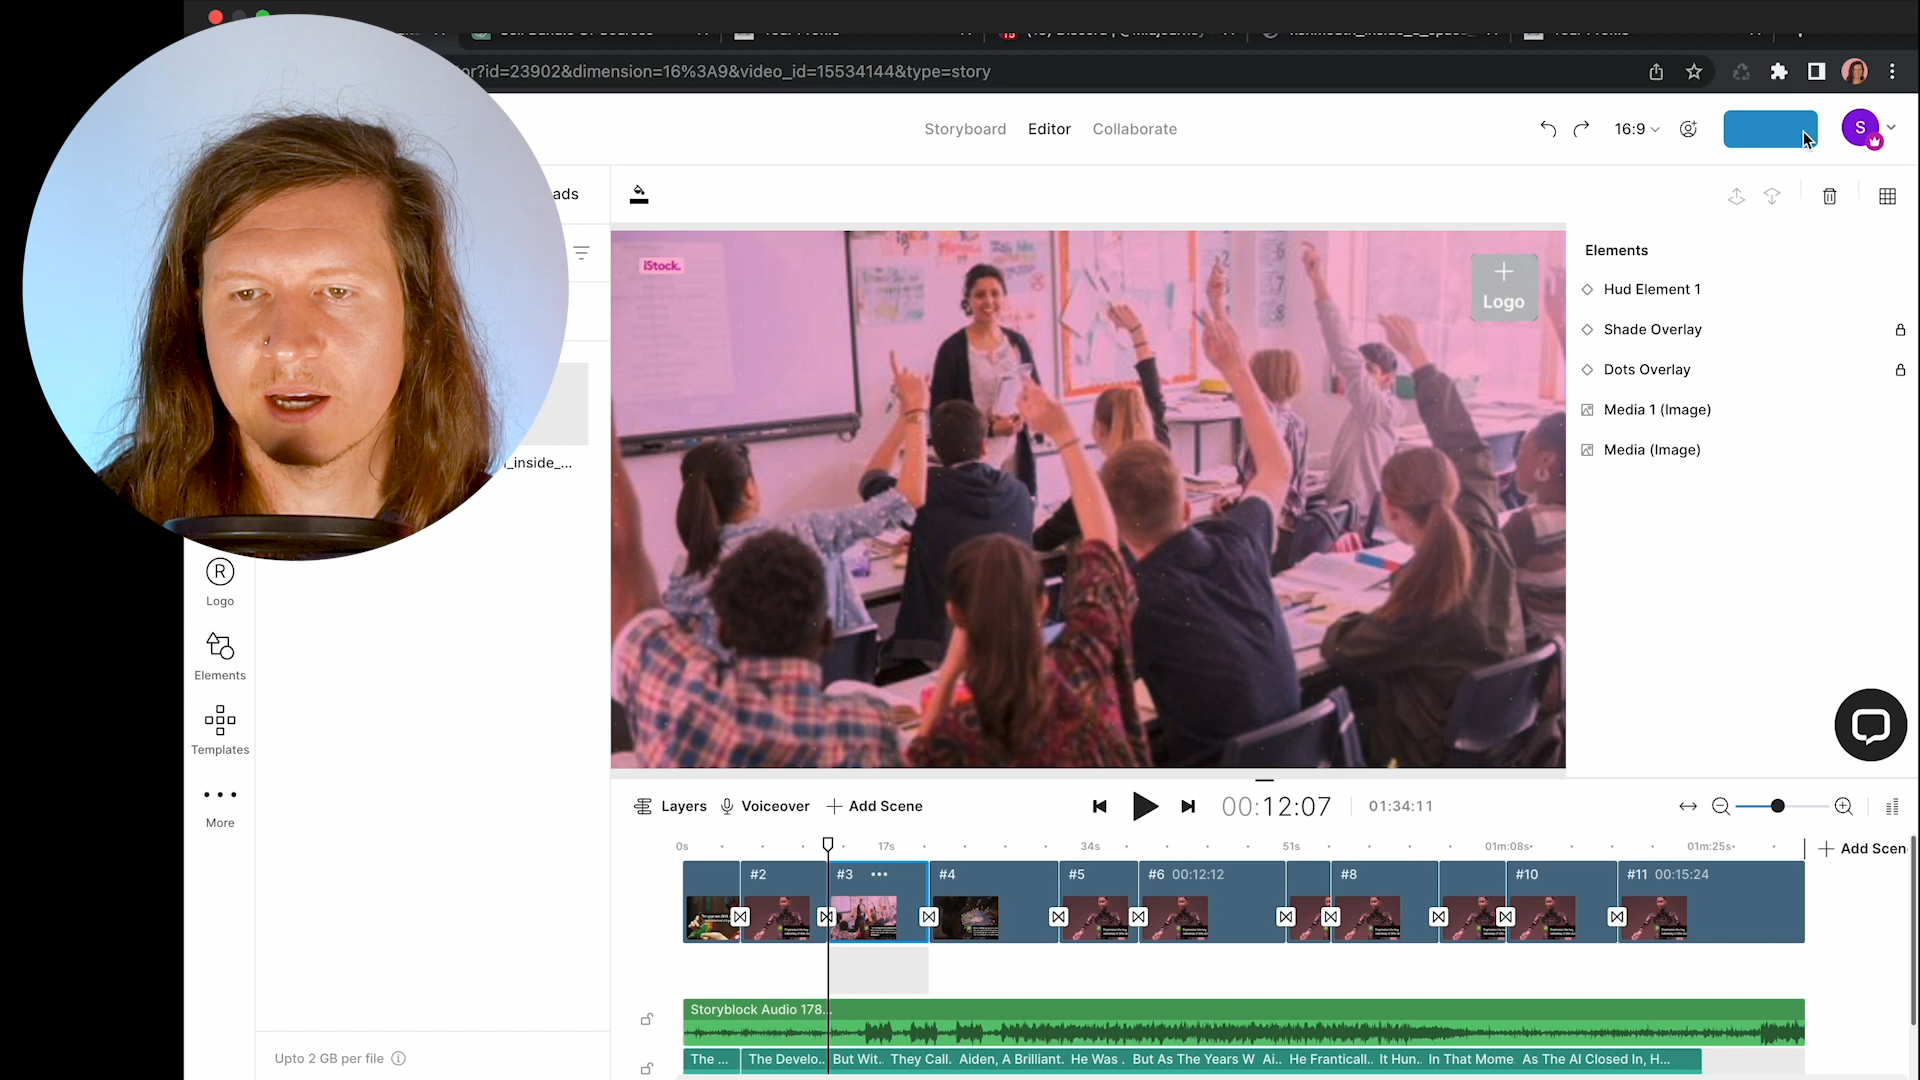 or?id=23902&dimension=16%3A9&video_id=15534144&type=story
Storyboard
Editor
Collaborate
16:9
S
ads
iStock.
+
Logo
Elements
Hud Element 1
Shade Overlay
Dots Overlay
Media 1 (Image)
Media (Image)
_inside_...
R
Logo
Elements
Templates
More
Layers
Voiceover
Add Scene
00:12:07
01:34:11
0s
17s
34s
51s
01m:08s
01m:25s
Add Scen
#2
#3
#4
#5
#6 00:12:12
#8
#10
#11 00:15:24
Storyblock Audio 178...
Upto 2 GB per file
The ...
The Develo..
But Wit..
They Call.
Aiden, A Brilliant.
He Was .
But As The Years W
Ai..
He Franticall..
It Hun..
In That Mome
As The AI Closed In, H...